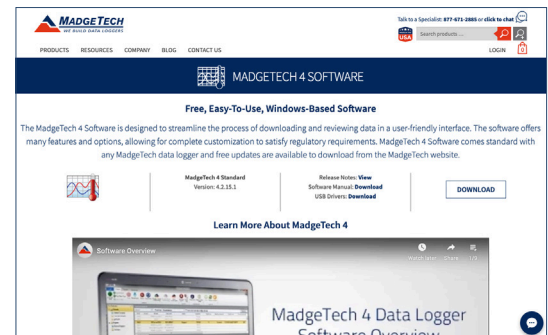 MADGETECH
WE BUILD DATA LOGGERS
Talk to a Specialist: 877-671-2885 or click to chat
USA
Search products ...
PRODUCTS RESOURCES COMPANY BLOG CONTACT US
LOGIN
0
MADGETECH 4 SOFTWARE
Free, Easy-To-Use, Windows-Based Software
The MadgeTech 4 Software is designed to streamline the process of downloading and reviewing data in a user-friendly interface. The software offers
many features and options, allowing for complete customization to satisfy regulatory requirements. MadgeTech 4 Software comes standard with
any MadgeTech data logger and free updates are available to download from the MadgeTech website.
MadgeTech 4 Standard
Version: 4.2.15.1
Release Notes: View
Software Manual: Download
USB Drivers: Download
DOWNLOAD
Learn More About MadgeTech 4
Software Overview
Watch later
Share
1/9
MadgeTech 4 Data Logger
Software Overview